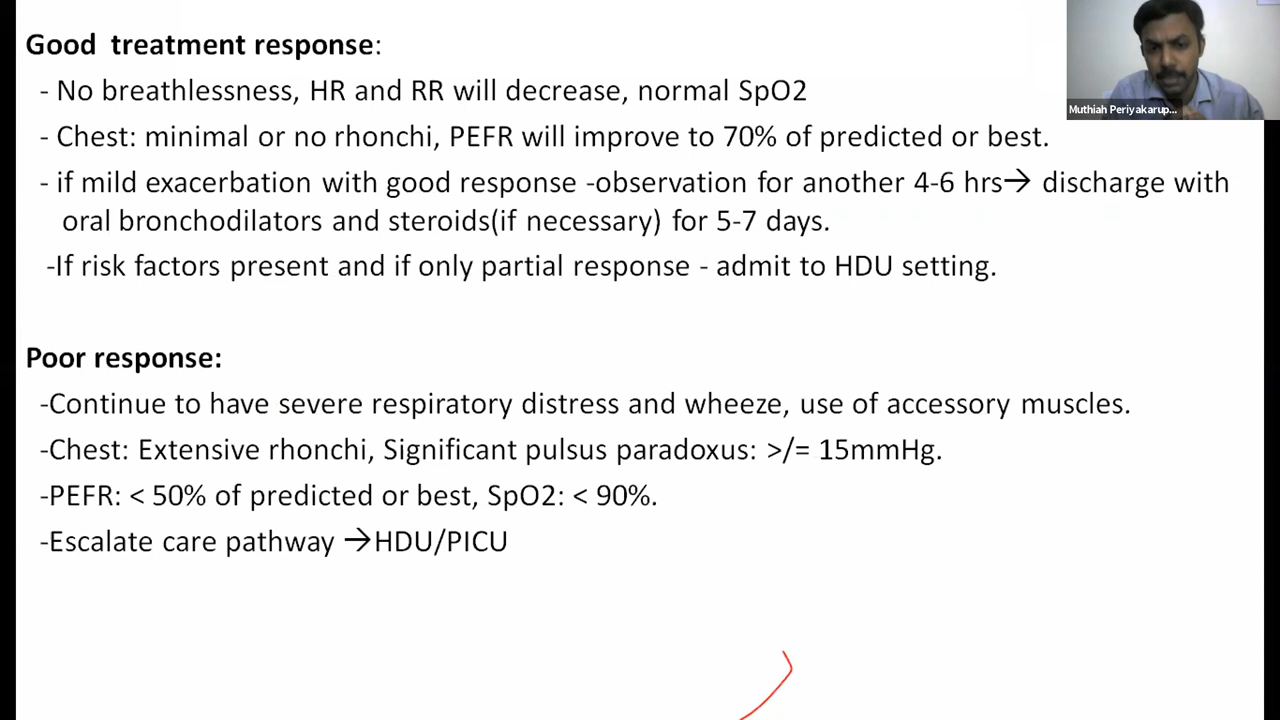 Good  treatment response:
- No breathlessness, HR and RR will decrease, normal SpO2
Muthiah Periyakarup...
- Chest: minimal or no rhonchi, PEFR will improve to 70% of predicted or best.
- if mild exacerbation with good response -observation for another 4-6 hrs→ discharge with
oral bronchodilators and steroids(if necessary) for 5-7 days.
-If risk factors present and if only partial response - admit to HDU setting.
Poor response:
-Continue to have severe respiratory distress and wheeze, use of accessory muscles.
-Chest: Extensive rhonchi, Significant pulsus paradoxus: >/= 15mmHg.
-PEFR: < 50% of predicted or best, SpO2: < 90%.
-Escalate care pathway →HDU/PICU